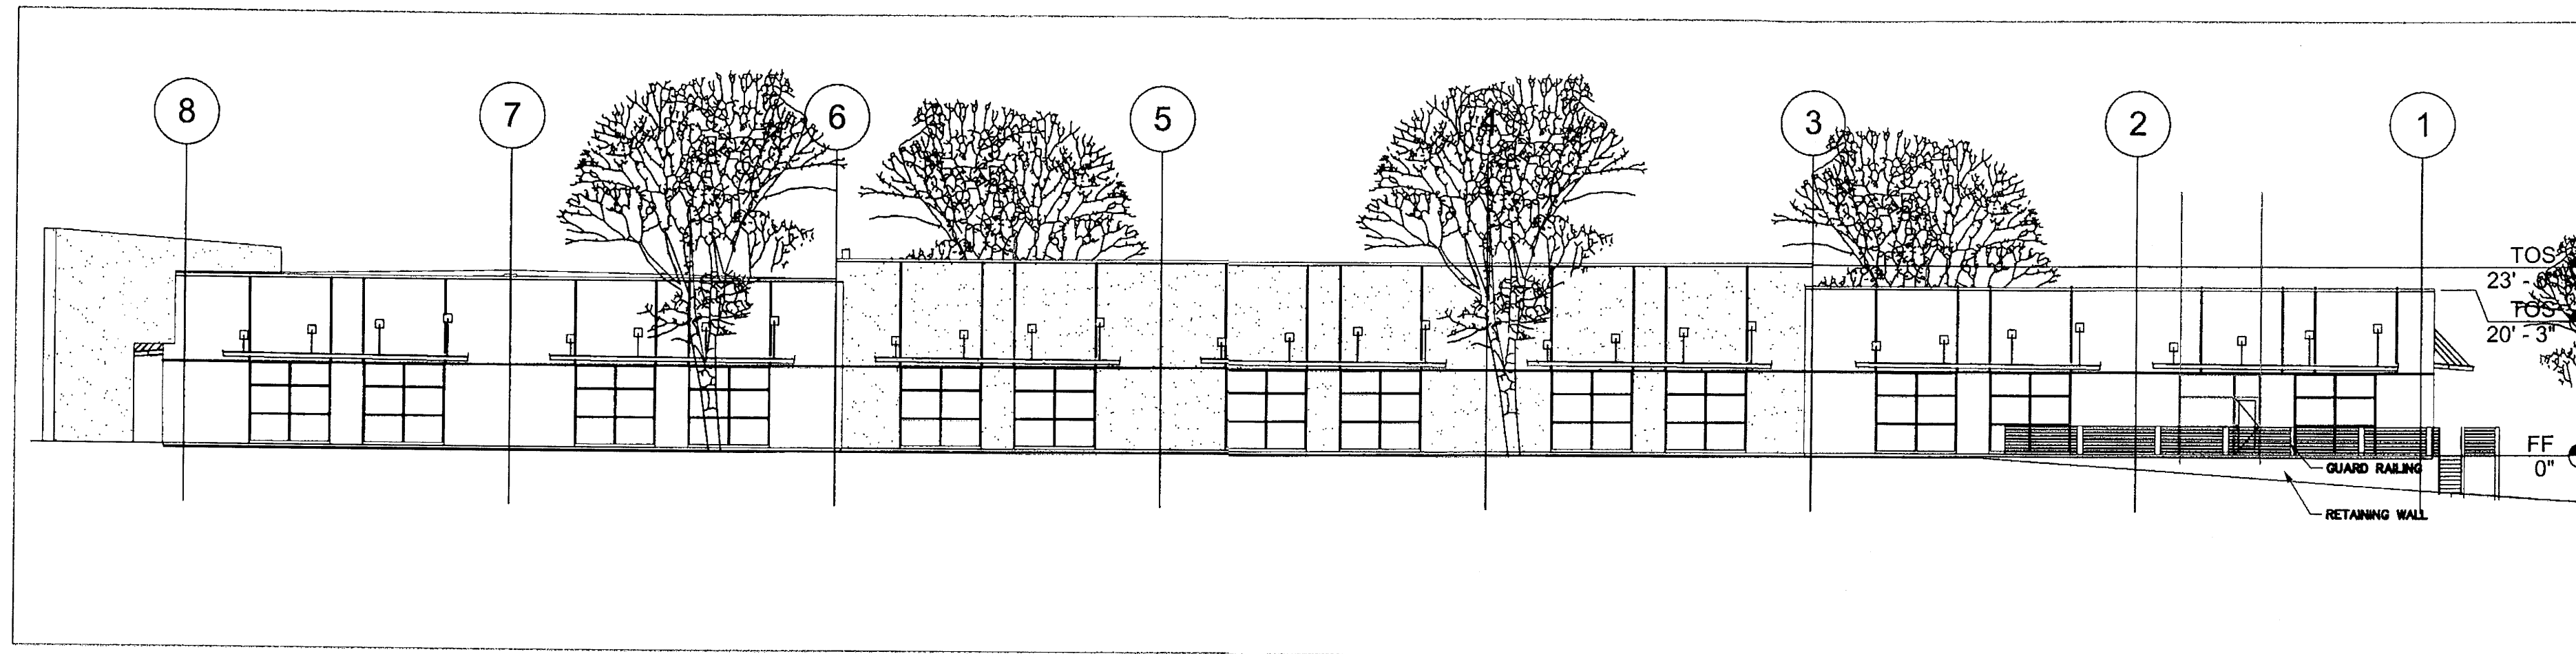 8
7
6
5
4
3
2
1
TOS
23' - 0"
TOS
20' - 3"
FF
0"
GUARD RAILING
RETAINING WALL